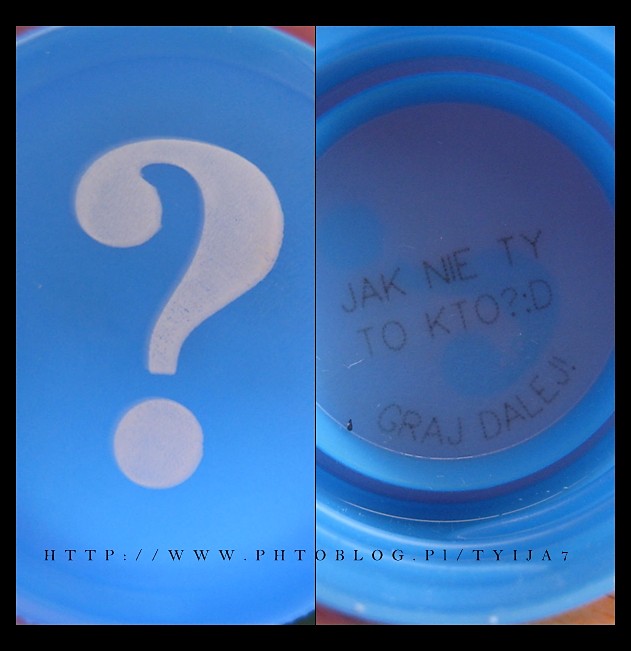 ?
JAK NIE TY
TO KTO?:D
GRAJ DALEJ!
HTTP://WWW.PHTOBLOG.Pl/TYIJA7